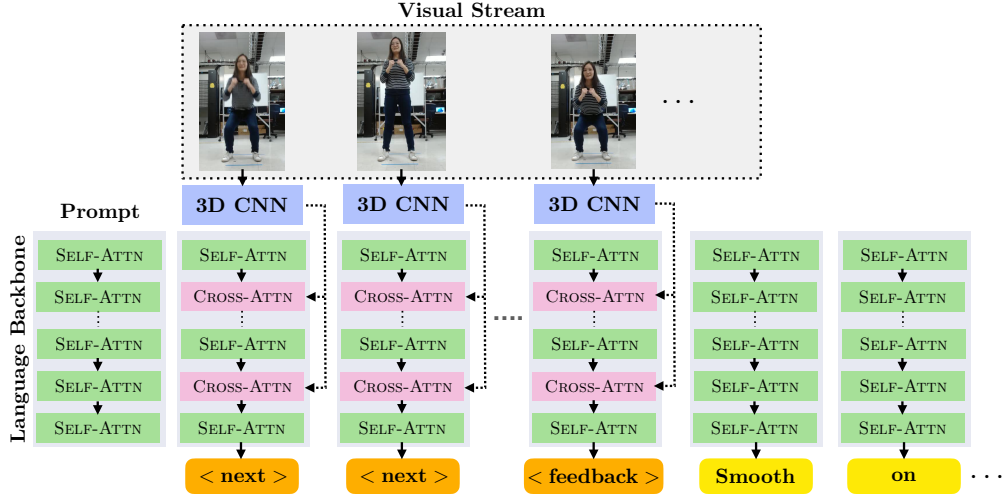 Visual Stream
. . .
3D CNN
3D CNN
3D CNN
Prompt
Language Backbone
SELF-ATTN
SELF-ATTN
SELF-ATTN
SELF-ATTN
SELF-ATTN
SELF-ATTN
SELF-ATTN
CROSS-ATTN
CROSS-ATTN
CROSS-ATTN
SELF-ATTN
SELF-ATTN
....
SELF-ATTN
SELF-ATTN
SELF-ATTN
SELF-ATTN
SELF-ATTN
SELF-ATTN
SELF-ATTN
CROSS-ATTN
CROSS-ATTN
CROSS-ATTN
SELF-ATTN
SELF-ATTN
SELF-ATTN
SELF-ATTN
SELF-ATTN
SELF-ATTN
SELF-ATTN
SELF-ATTN
< next >
< next >
< feedback >
Smooth
on
. . .